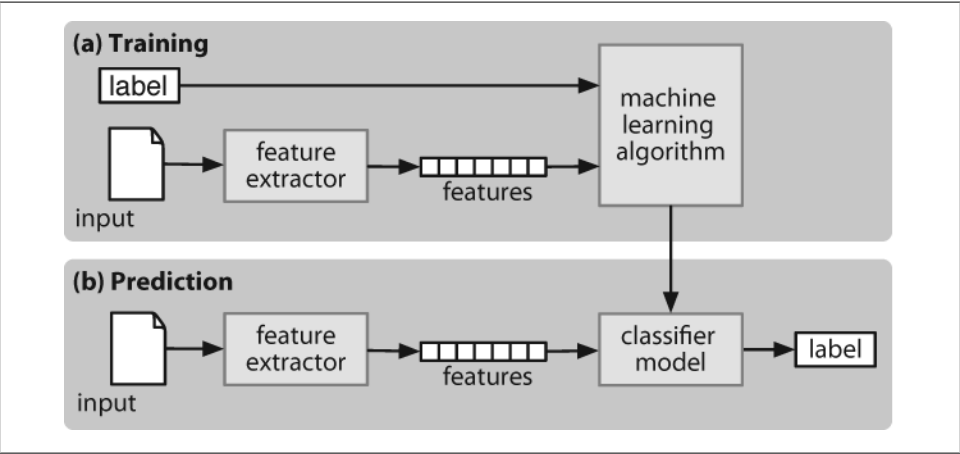 (a) Training
label
machine
learning
algorithm
feature
extractor
features
input
(b) Prediction
feature
extractor
features
classifier
model
label
input